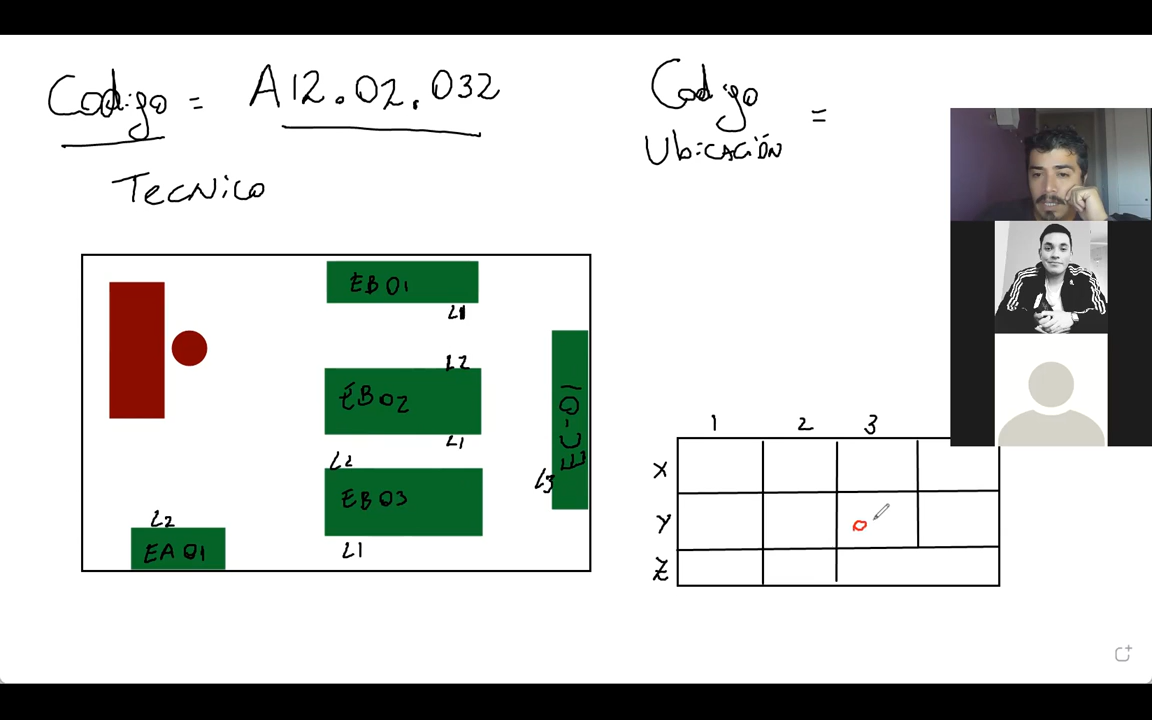 Codigo = A12.02.032
Tecnico
Codigo =
Ubicación
EB01
L1
L2
EB02
L1
L2
EB03
L1
EC-01
L3
L2
EA01
1 2 3
X
Y
Z